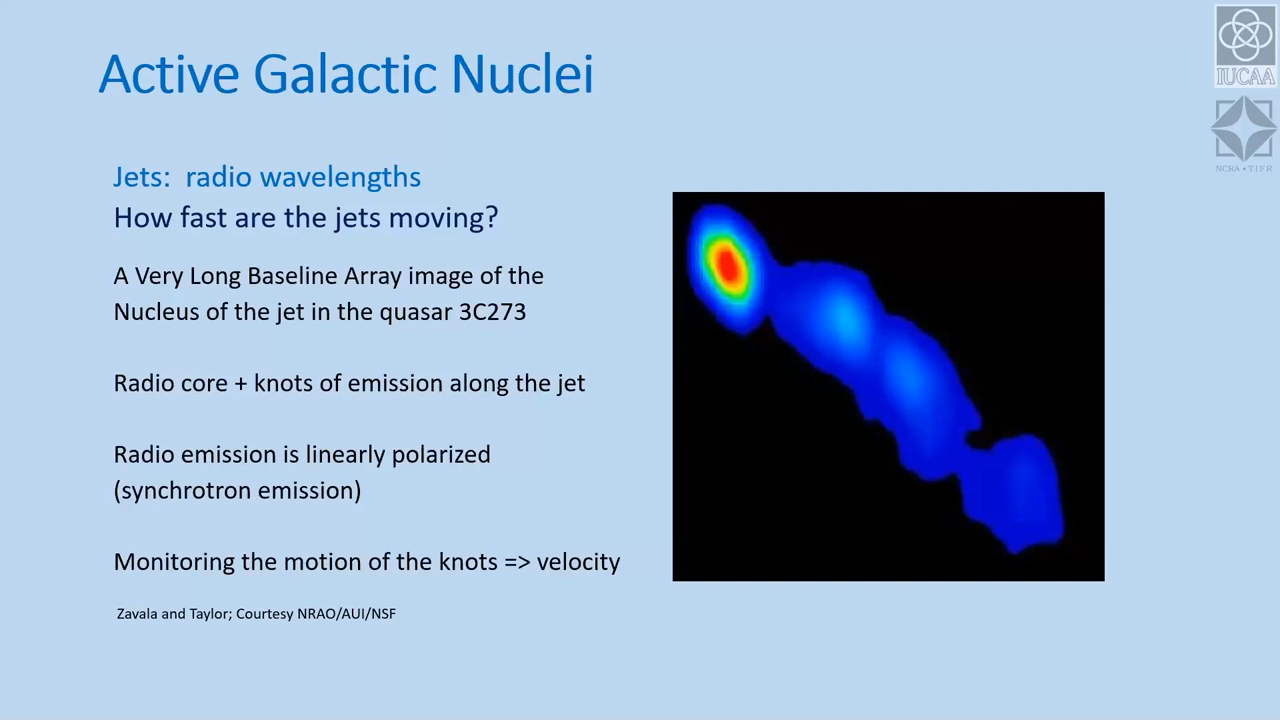 Active Galactic Nuclei
IUCAA
NCRA • TIFR
Jets: radio wavelengths
How fast are the jets moving?
A Very Long Baseline Array image of the
Nucleus of the jet in the quasar 3C273
Radio core + knots of emission along the jet
Radio emission is linearly polarized
(synchrotron emission)
Monitoring the motion of the knots => velocity
Zavala and Taylor; Courtesy NRAO/AUI/NSF